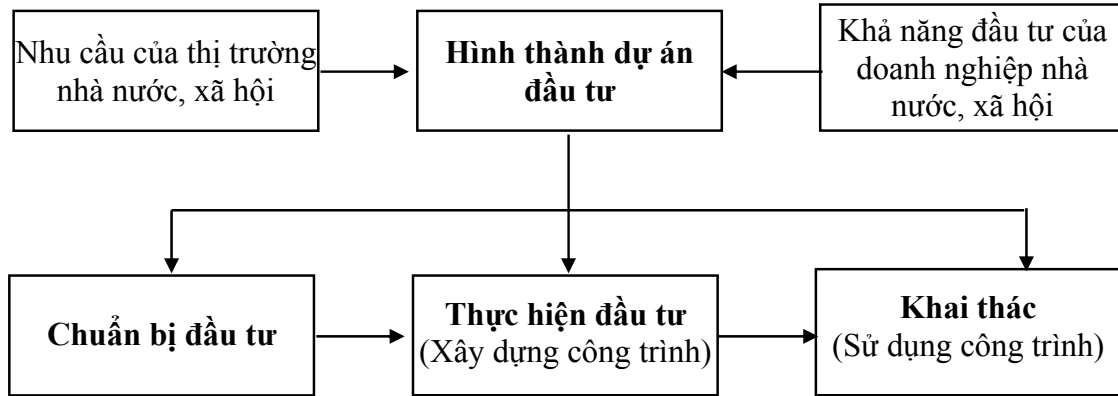 Nhu cầu của thị trường
nhà nước, xã hội
Hình thành dự án
đầu tư
Khả năng đầu tư của
doanh nghiệp nhà
nước, xã hội
Chuẩn bị đầu tư
Thực hiện đầu tư
(Xây dựng công trình)
Khai thác
(Sử dụng công trình)